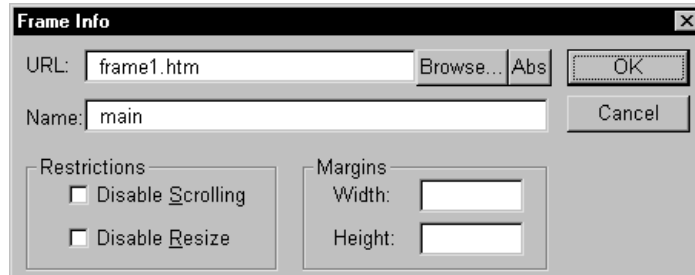 Frame Info
URL: frame1.htm Browse... Abs OK
Name: main Cancel
Restrictions Margins
Disable Scrolling Width:
Disable Resize Height: